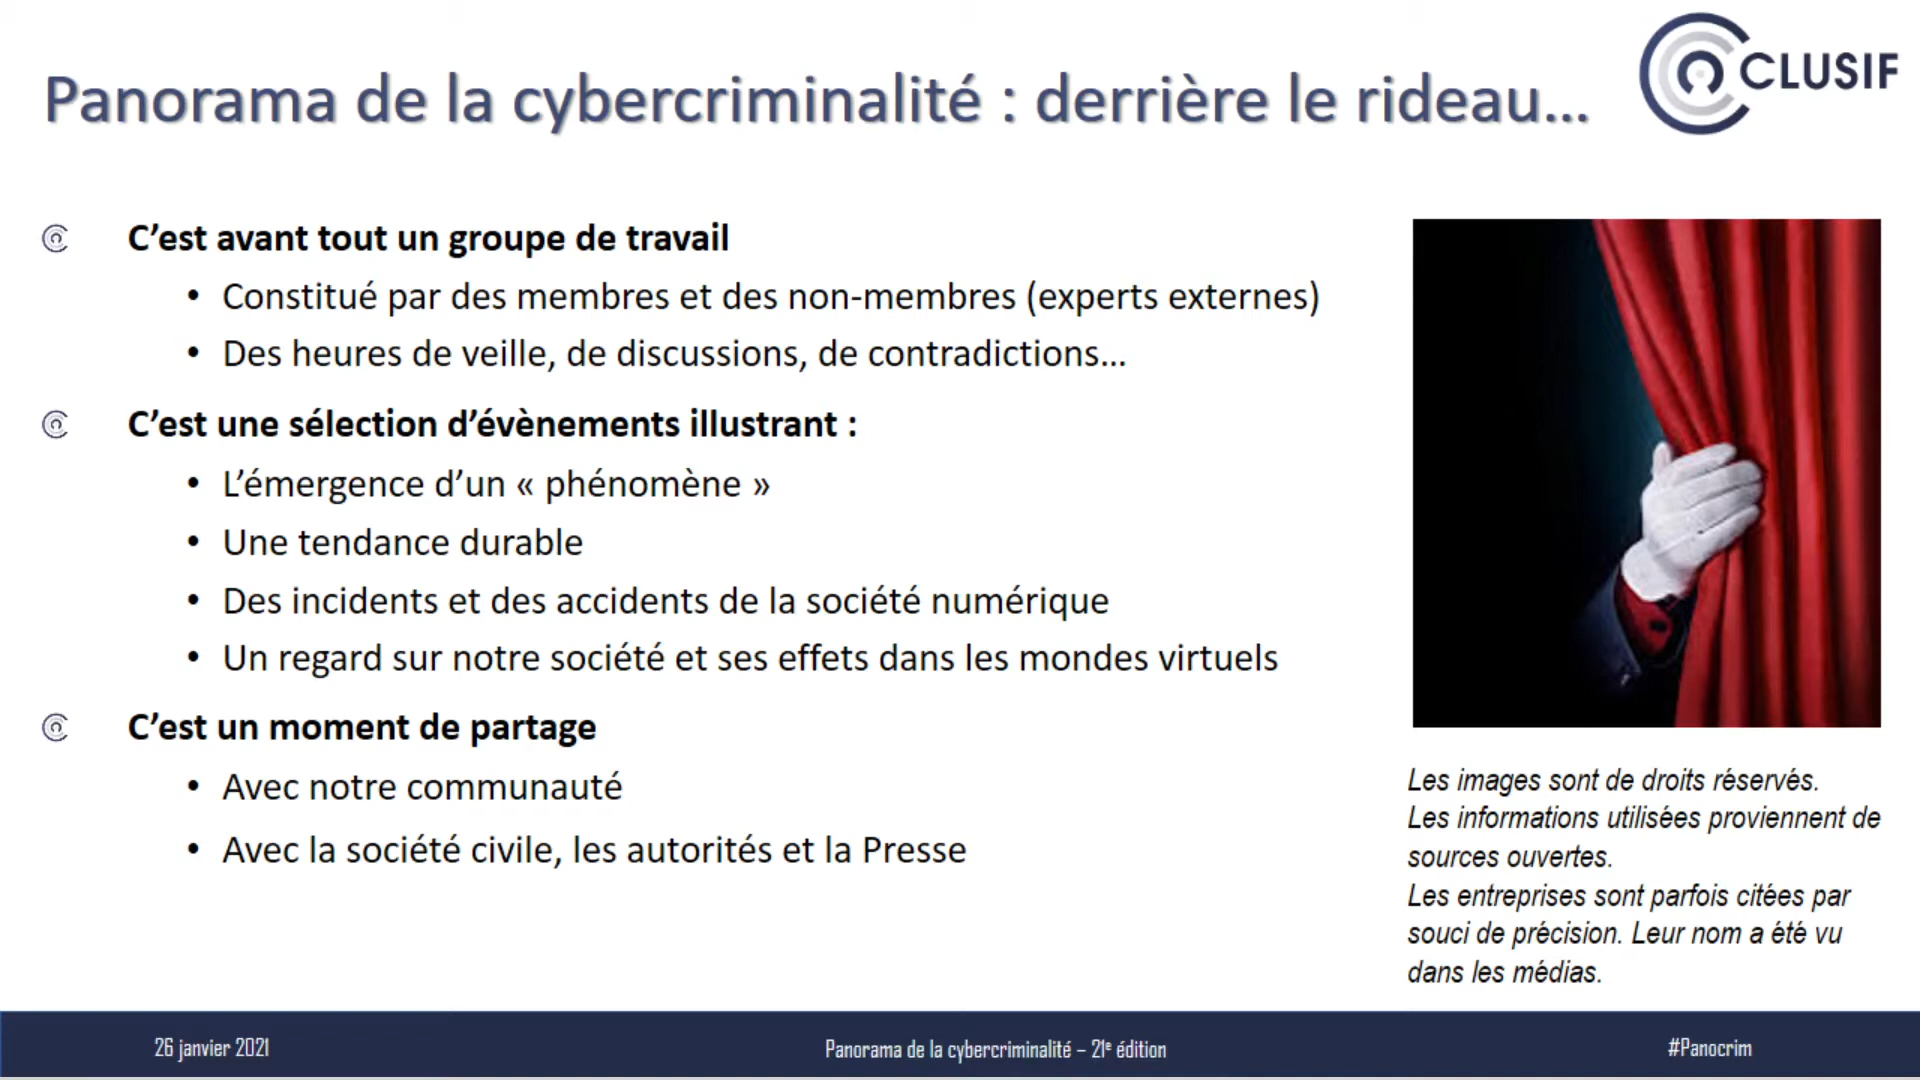 Panorama de la cybercriminalité : derrière le rideau...
CLUSIF
C’est avant tout un groupe de travail
• Constitué par des membres et des non-membres (experts externes)
• Des heures de veille, de discussions, de contradictions...
C’est une sélection d’évènements illustrant :
• L’émergence d’un « phénomène »
• Une tendance durable
• Des incidents et des accidents de la société numérique
• Un regard sur notre société et ses effets dans les mondes virtuels
C’est un moment de partage
• Avec notre communauté
• Avec la société civile, les autorités et la Presse
Les images sont de droits réservés.
Les informations utilisées proviennent de
sources ouvertes.
Les entreprises sont parfois citées par
souci de précision. Leur nom a été vu
dans les médias.
26 janvier 2021
Panorama de la cybercriminalité – 21e édition
#Panocrim